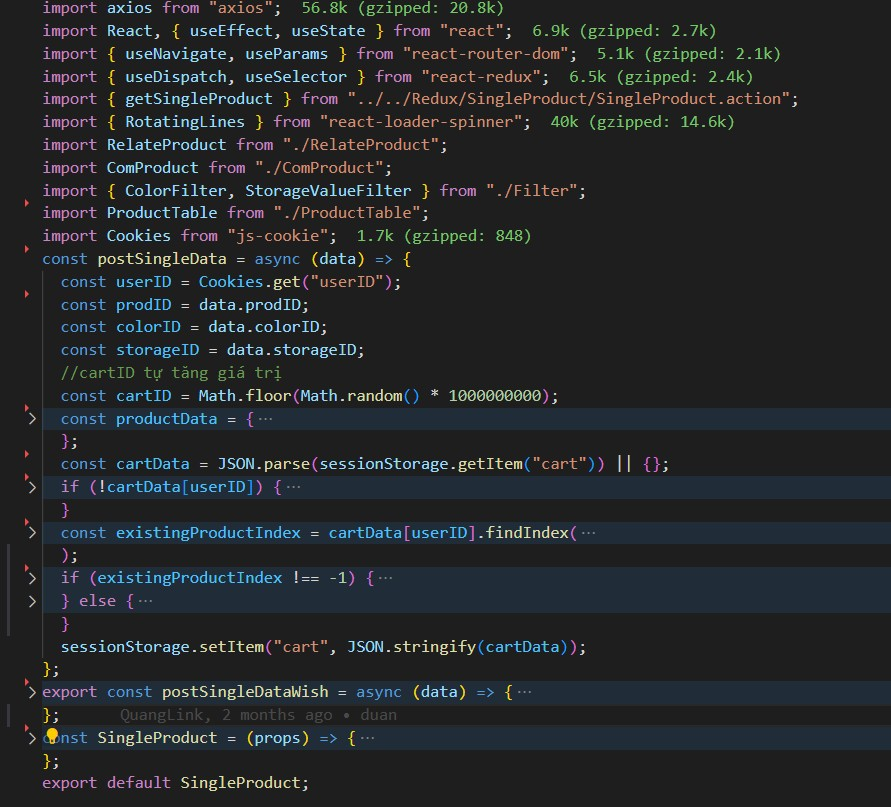 import axios from "axios";  56.8k (gzipped: 20.8k)
import React, { useEffect, useState } from "react";  6.9k (gzipped: 2.7k)
import { useNavigate, useParams } from "react-router-dom";  5.1k (gzipped: 2.1k)
import { useDispatch, useSelector } from "react-redux";  6.5k (gzipped: 2.4k)
import { getSingleProduct } from "../../Redux/SingleProduct/SingleProduct.action";
import { RotatingLines } from "react-loader-spinner";  40k (gzipped: 14.6k)
import RelateProduct from "./RelateProduct";
import ComProduct from "./ComProduct";
import { ColorFilter, StorageValueFilter } from "./Filter";
import ProductTable from "./ProductTable";
import Cookies from "js-cookie";  1.7k (gzipped: 848)
const postSingleData = async (data) => {
  const userID = Cookies.get("userID");
  const prodID = data.prodID;
  const colorID = data.colorID;
  const storageID = data.storageID;
  //cartID tự tăng giá trị
  const cartID = Math.floor(Math.random() * 1000000000);
  const productData = {···
  };
  const cartData = JSON.parse(sessionStorage.getItem("cart")) || {};
  if (!cartData[userID]) {···
  }
  const existingProductIndex = cartData[userID].findIndex(···
  );
  if (existingProductIndex !== -1) {···
  } else {···
  }
  sessionStorage.setItem("cart", JSON.stringify(cartData));
};
export const postSingleDataWish = async (data) => {···
};      QuangLink, 2 months ago • duan
const SingleProduct = (props) => {···
};
export default SingleProduct;